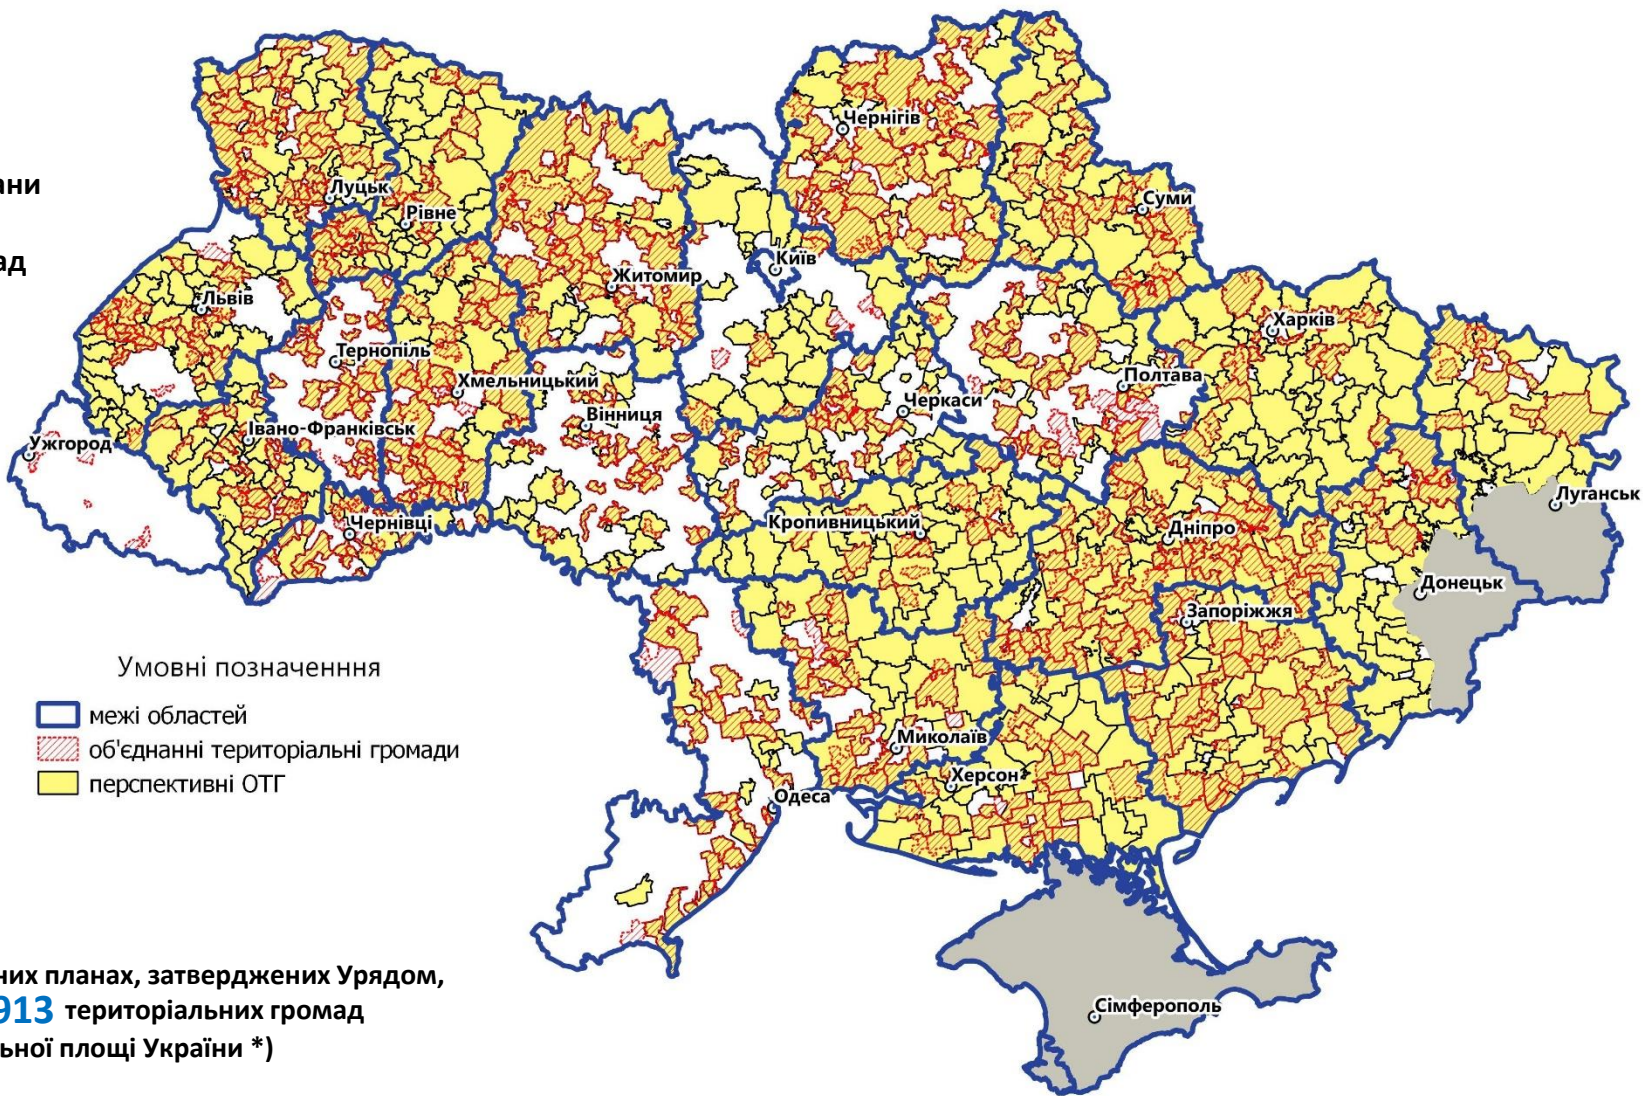 Чернігів
ани
Луцьк
Суми
Рівне
ад
Київ
Житомир
Львів
Харків
Тернопіль
Полтава
Хмельницький
Черкаси
Вінниця
Івано-Франківськ
Ужгород
Луганськ
Чернівці
Кропивницький
Дніпро
Донецьк
Запоріжжя
Умовні позначенння
межі областей
об'єднанні територіальні громади
перспективні ОТГ
Миколаїв
Херсон
Одеса
них планах, затверджених Урядом,
913 територіальних громад
ьної площі України *)
Сімферополь